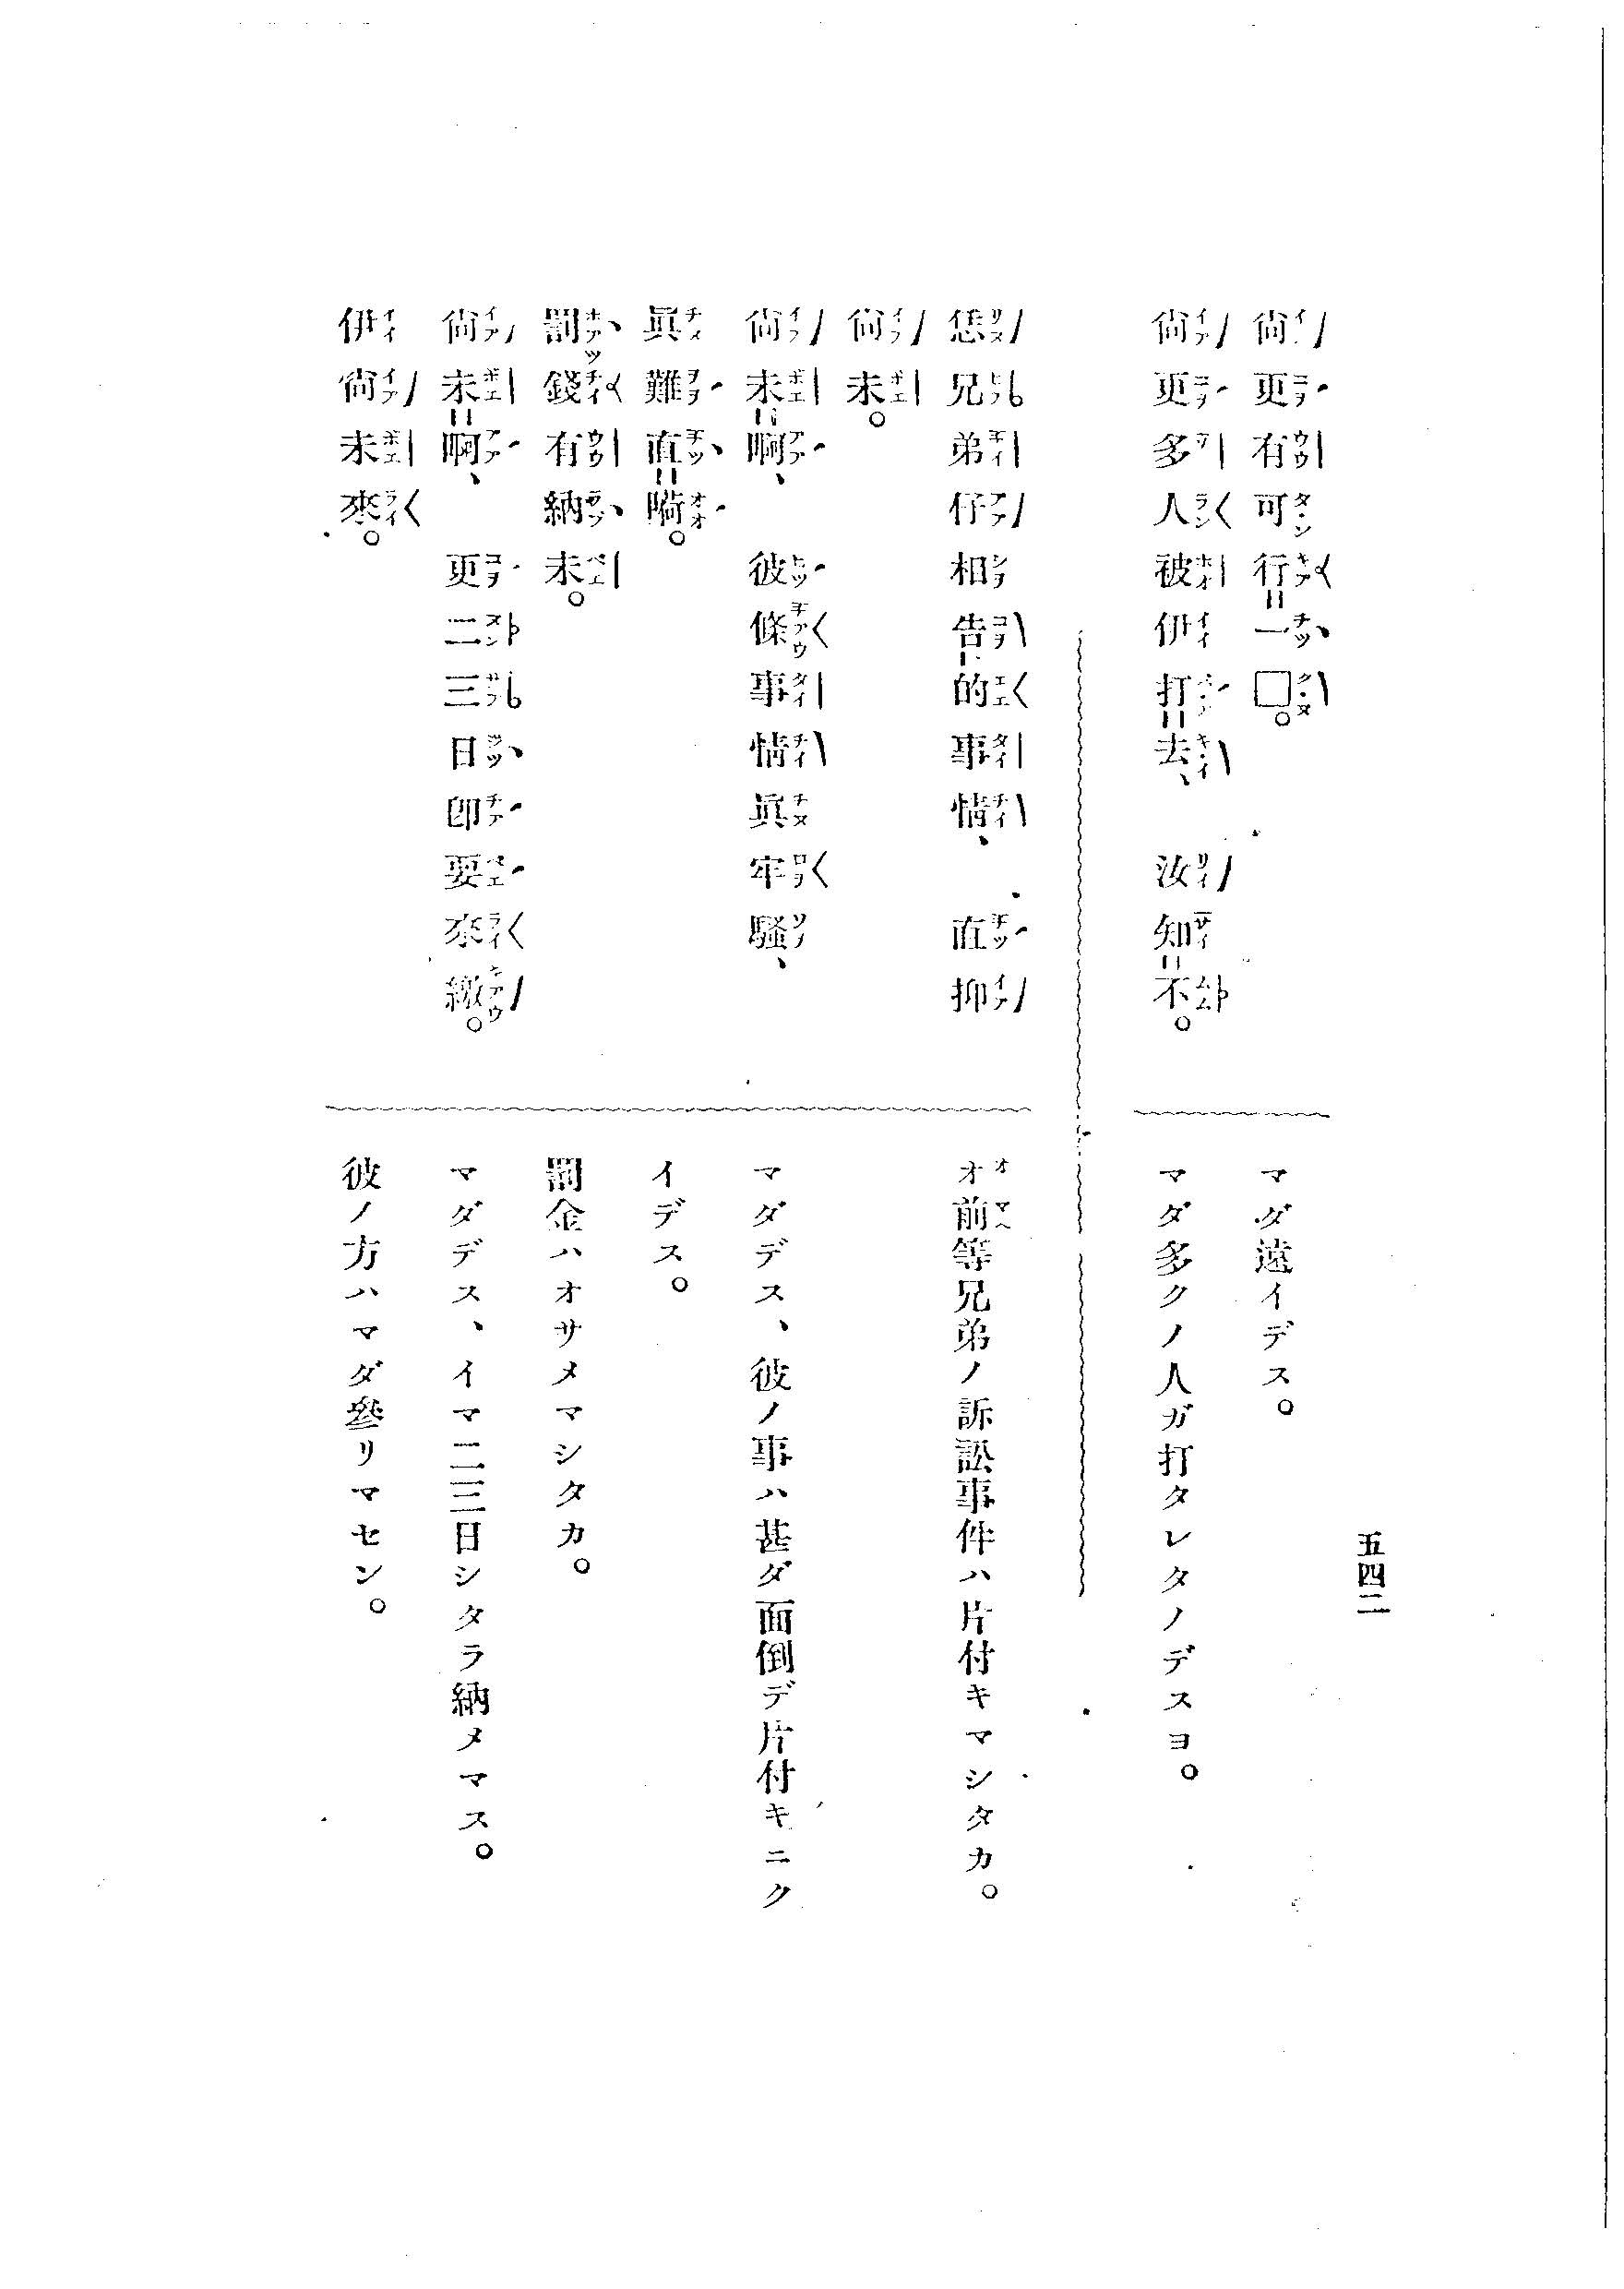 五四二
尙更有可行一□。
マダ遠イデス。
尙更多人被伊打去、汝知不。
マダ多クノ人ガ打タレタノデスヨ。
恁兄弟仔相告的事情、直抑
尙未。
オ前等兄弟ノ訴訟事件ハ片付キマシタカ。
尙未啊、彼條事情眞牢騷、
眞難直嗬。
マダデス、彼ノ事ハ甚ダ面倒デ片付キニク
イデス。
罰錢有納未。
罰金ハオサメマシタカ。
尙未啊、更二三日卽要來繳。
マダデス、イマ二三日シタラ納メマス。
伊尙未來。
彼ノ方ハマダ參リマセン。